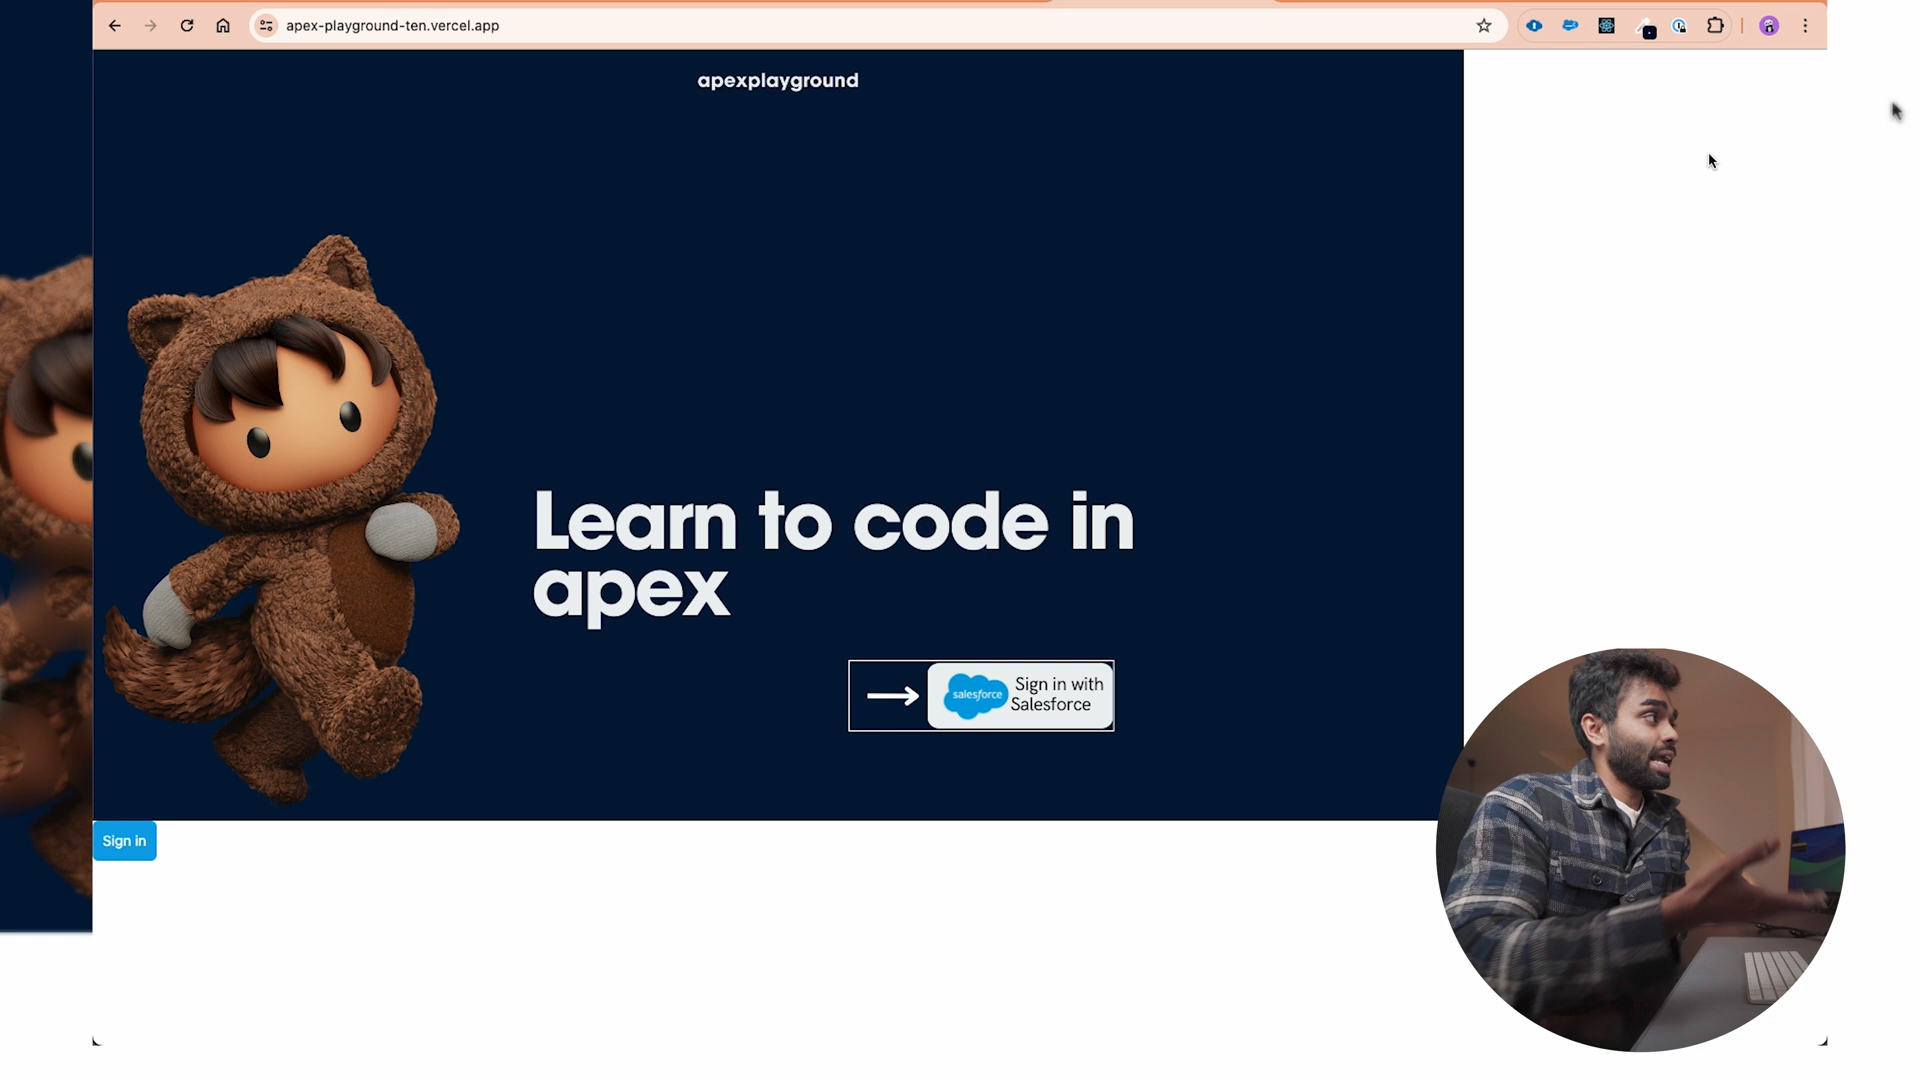 apex-playground-ten.vercel.app
apexplayground
Learn to code in
apex
salesforce
Sign in with
Salesforce
Sign in